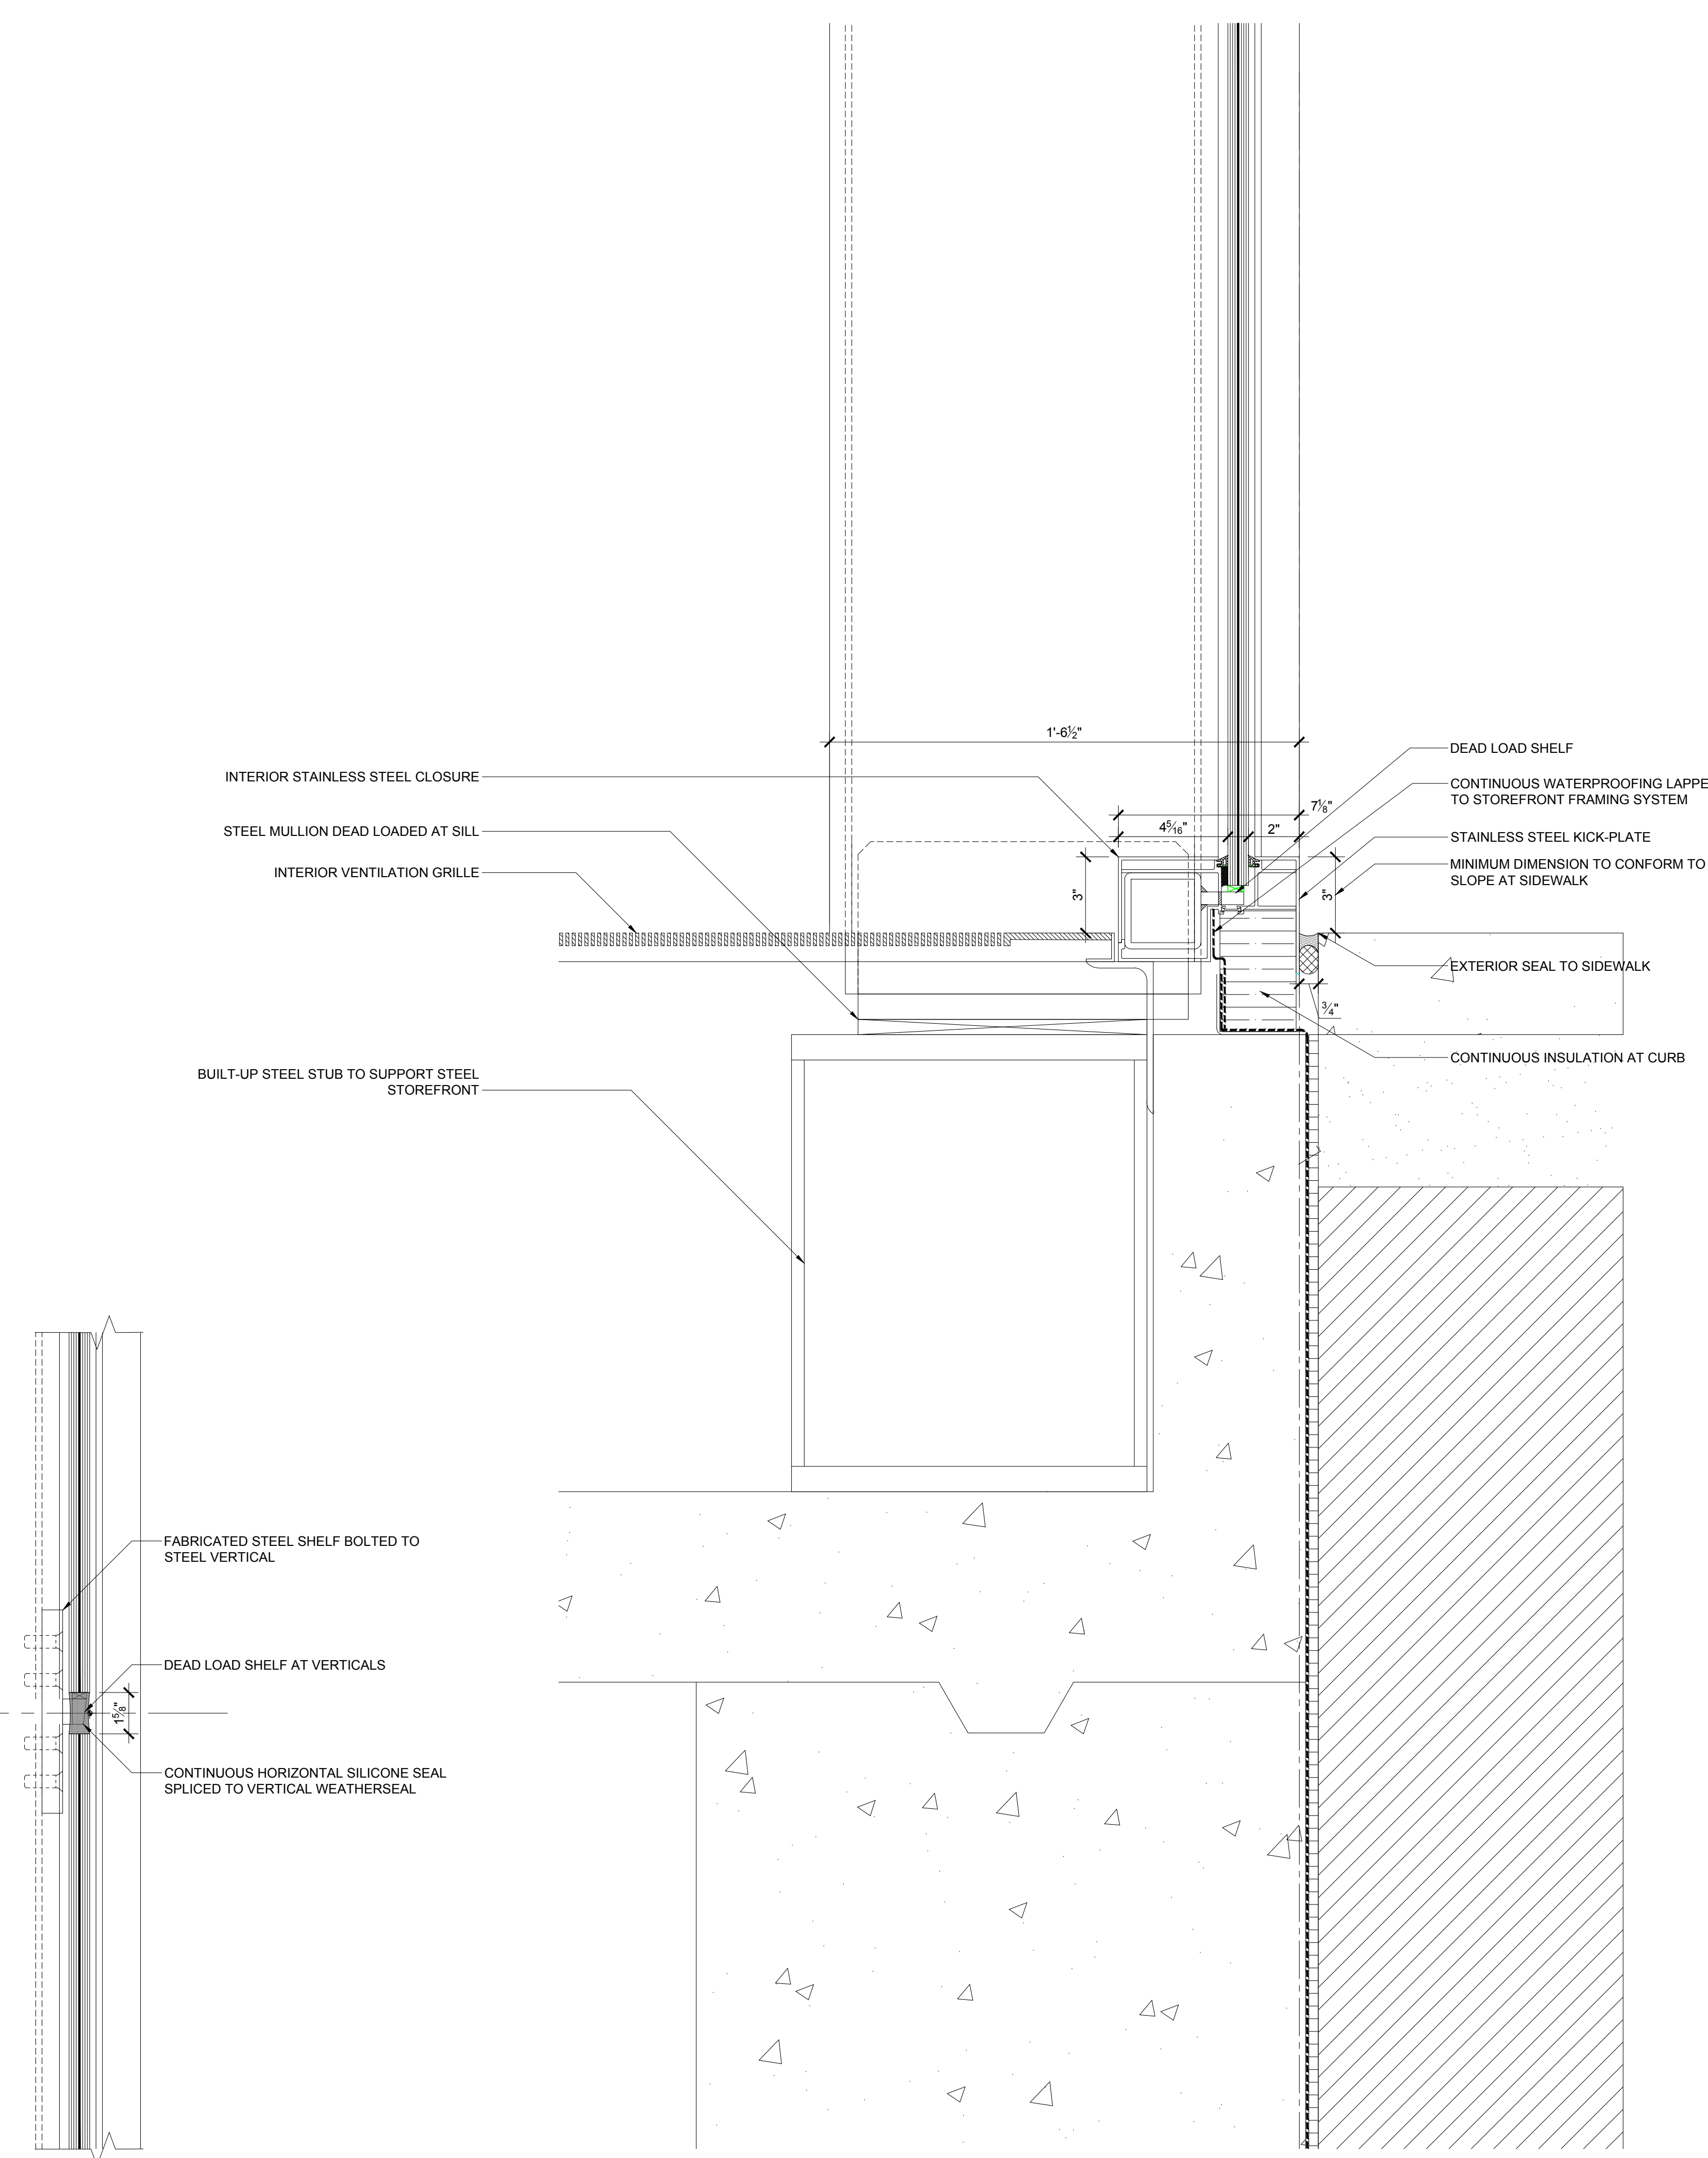 1'-6½"
DEAD LOAD SHELF
INTERIOR STAINLESS STEEL CLOSURE
CONTINUOUS WATERPROOFING LAPPE
TO STOREFRONT FRAMING SYSTEM
7⅛"
4 5/16"
2"
STEEL MULLION DEAD LOADED AT SILL
STAINLESS STEEL KICK-PLATE
INTERIOR VENTILATION GRILLE
MINIMUM DIMENSION TO CONFORM TO
SLOPE AT SIDEWALK
3"
3"
EXTERIOR SEAL TO SIDEWALK
¾"
CONTINUOUS INSULATION AT CURB
BUILT-UP STEEL STUB TO SUPPORT STEEL
STOREFRONT
FABRICATED STEEL SHELF BOLTED TO
STEEL VERTICAL
DEAD LOAD SHELF AT VERTICALS
1⅝"
CONTINUOUS HORIZONTAL SILICONE SEAL
SPLICED TO VERTICAL WEATHERSEAL